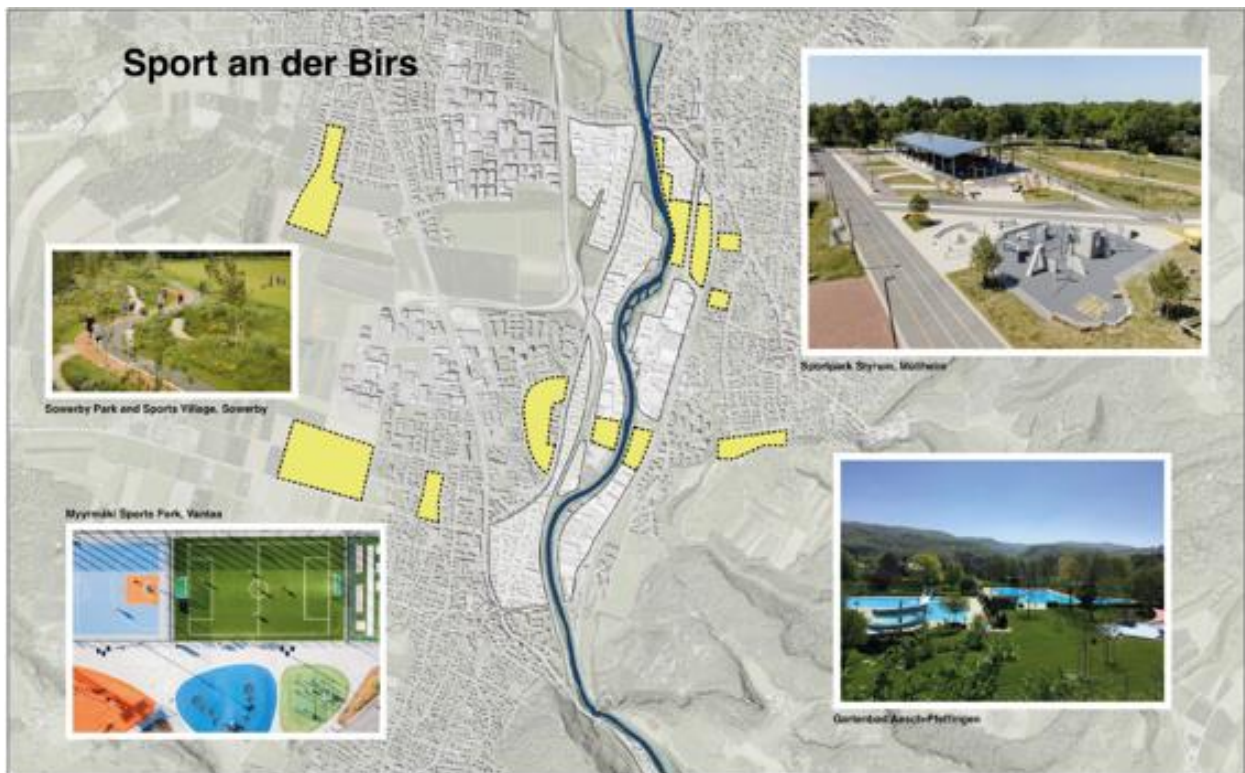 Sport an der Birs
Sowerby Park and Sports Village, Sowerby
Sportpark Styrum,
Myyrmäki Sports Park, Vantaa
Gartenbad Aesch-Pfeffingen